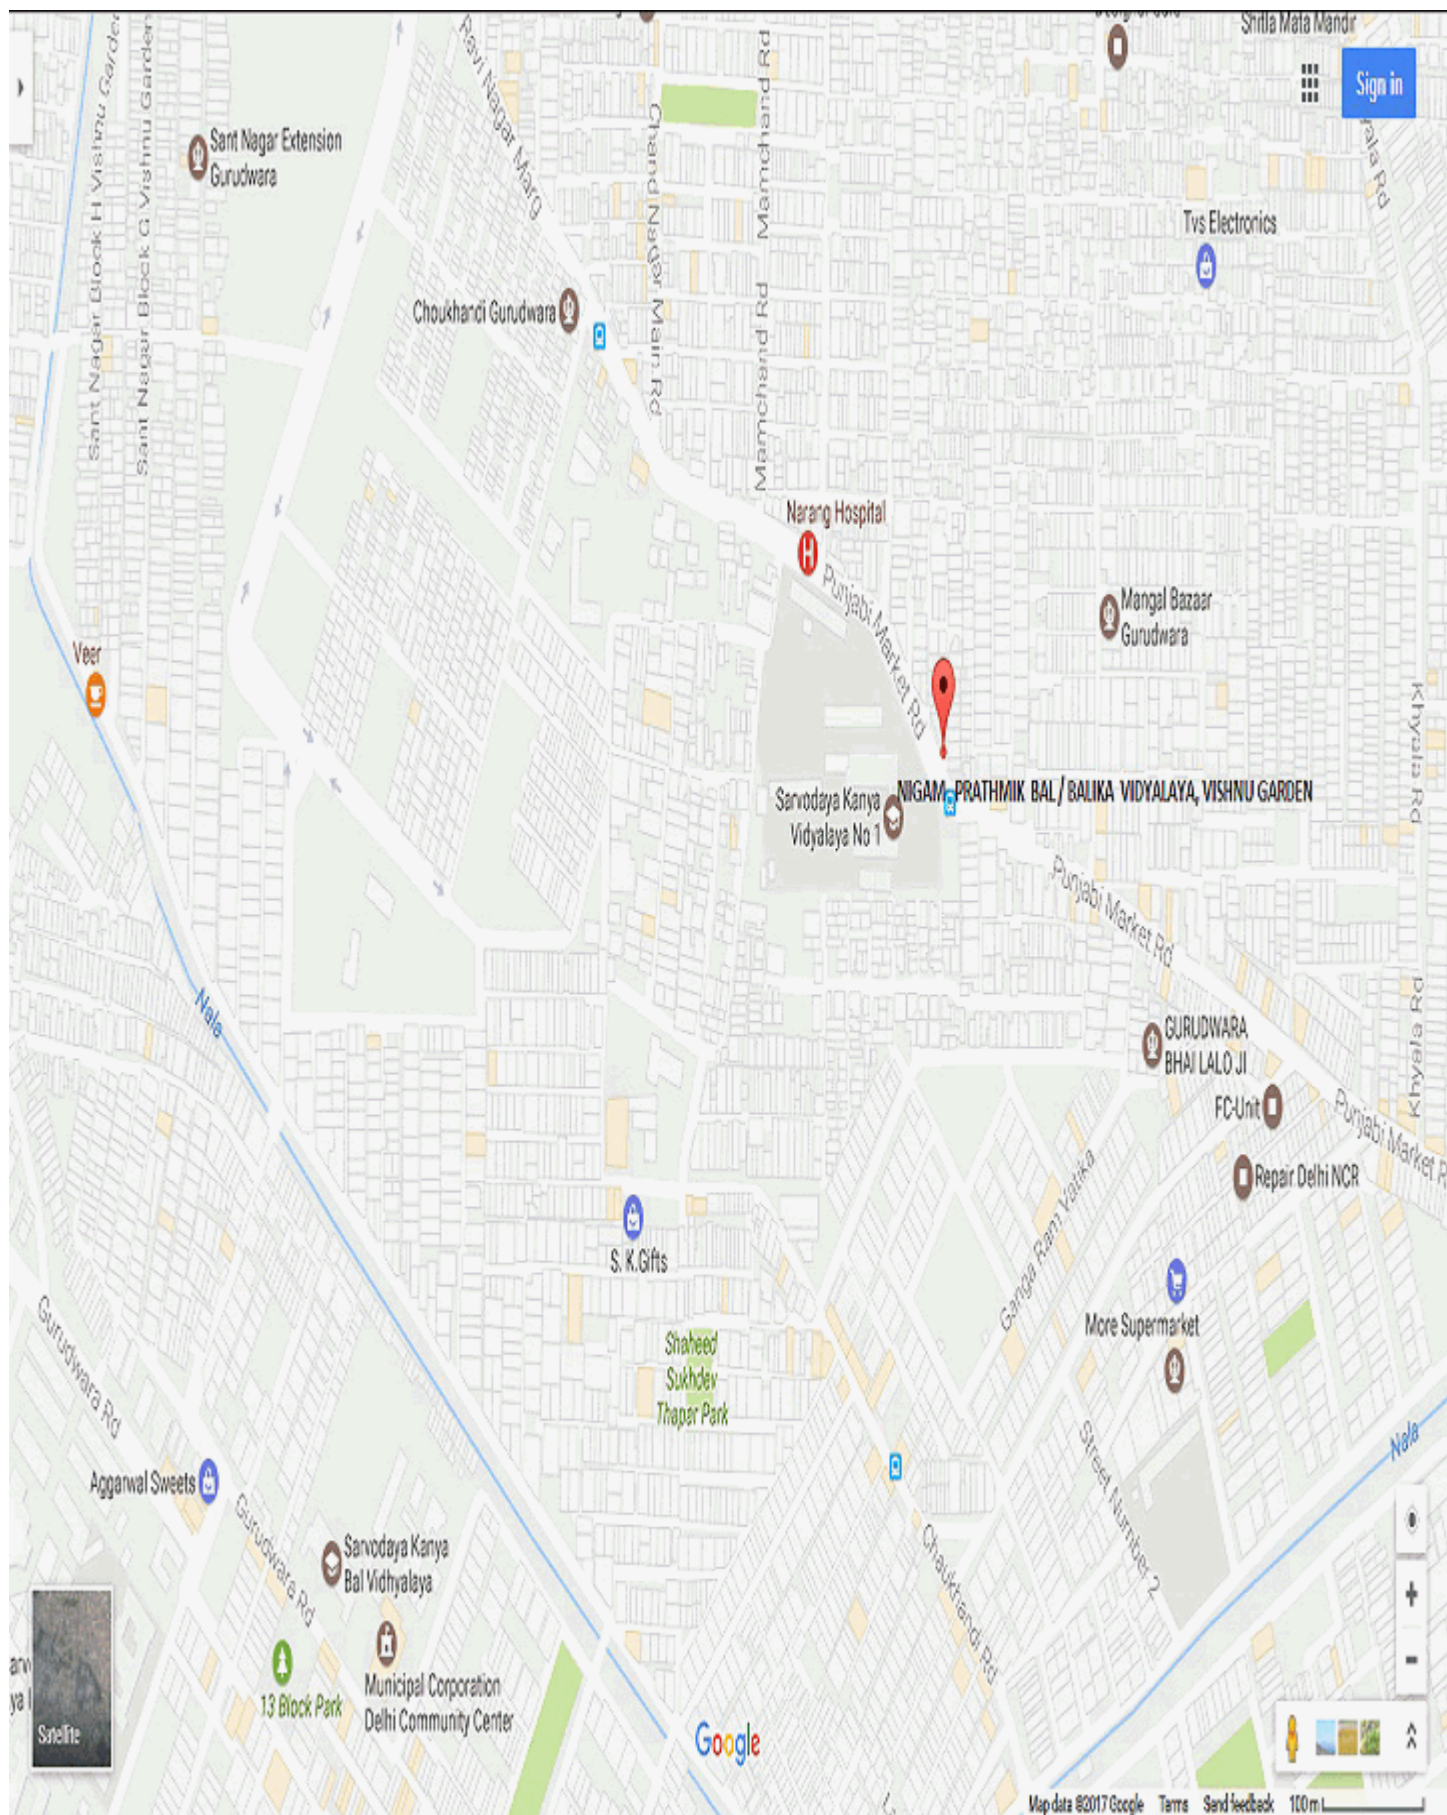 Shitla Mata Mandir
Sign in
Ravi Nagar Marg
Sant Nagar Block H Vishnu Garden
Sant Nagar Block G Vishnu Garden
Chand Nagar Main Rd
Mamchand Rd
Mamchand Rd
Mamchand Rd
Mamchand Rd
Sant Nagar Extension
Gurudwara
Tvs Electronics
Choukhandi Gurudwara
Narang Hospital
Punjabi Market Rd
Mangal Bazaar
Gurudwara
Veer
Khyala Rd
NIGAM PRATHMIK BAL / BALIKA VIDYALAYA, VISHNU GARDEN
Sarvodaya Kanya
Vidyalaya No 1
Punjabi Market Rd
Nala
Khyala Rd
GURUDWARA
BHAI LALO JI
FC-Unit
Punjabi Market R
Repair Delhi NCR
Ganga Ram Vatika
S. K.Gifts
More Supermarket
Gurudwara Rd
Shaheed
Sukhdev
Thapar Park
Nala
Street Number 2
Aggarwal Sweets
Gurudwara Rd
Chaukhandi Rd
Sarvodaya Kanya
Bal Vidhyalaya
Municipal Corporation
Delhi Community Center
13 Block Park
Satellite
Google
Map data ©2017 Google Terms Send feedback 100 m